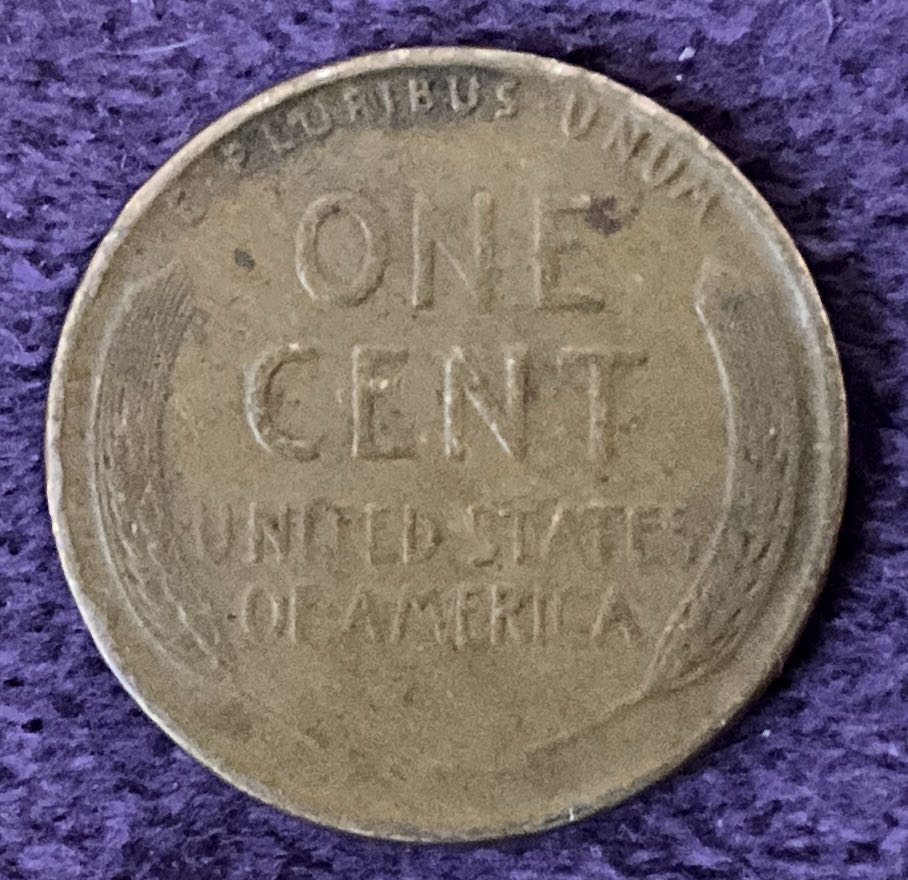 E PLURIBUS UNUM
ONE
CENT
UNITED STATES
OF AMERICA